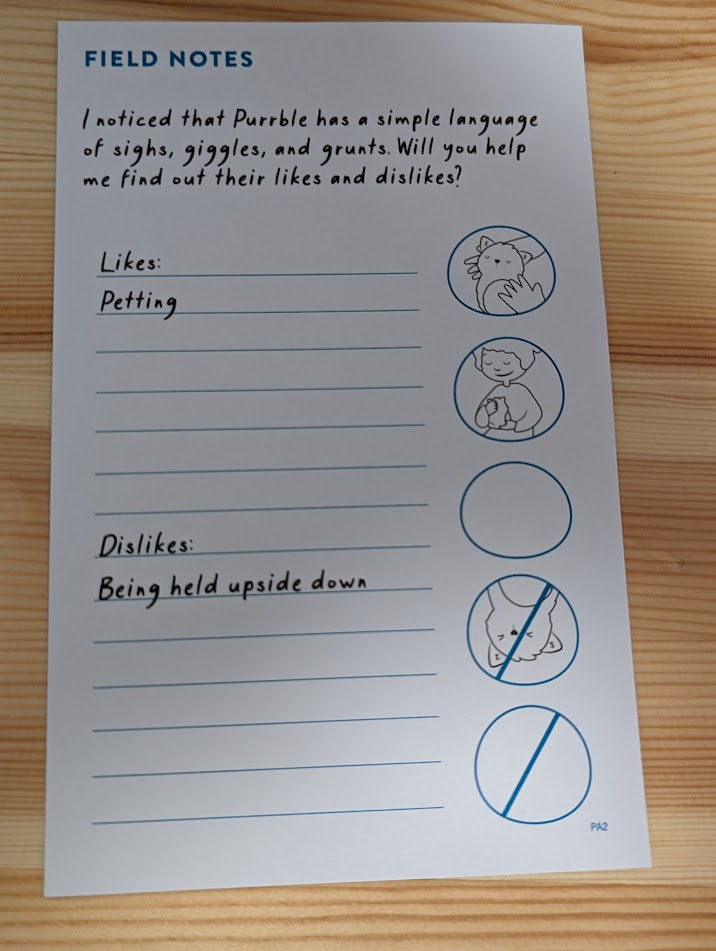 FIELD NOTES
I noticed that Purrble has a simple language
of sighs, giggles, and grunts. Will you help
me find out their likes and dislikes?
Likes:
Petting
Dislikes:
Being held upside down
PA2